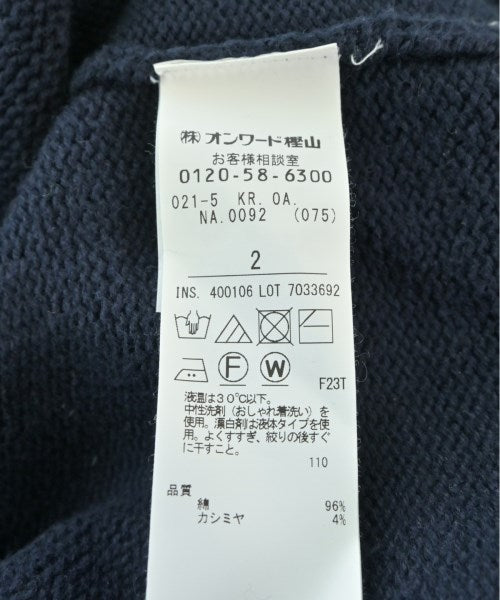 ㈱オンワード樫山
お客様相談室
0120-58-6300
021-5 KR. OA.
NA.0092 (075)
2
INS. 400106 LOT 7033692
F W
F23T
液温は30℃以下。
中性洗剤（おしゃれ着洗い）を
使用。漂白剤は液体タイプを使
用。よくすすぎ、絞りの後すぐ
に干すこと。
110
品質
綿 96%
カシミヤ 4%